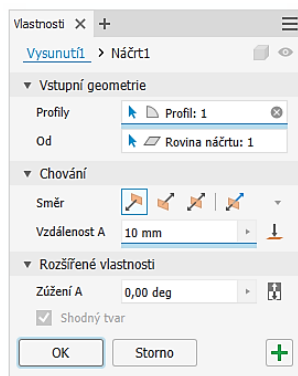 Vlastnosti
Vysunutí1 > Náčrt1
Vstupní geometrie
Profily Profil: 1
Od Rovina náčrtu: 1
Chování
Směr
Vzdálenost A 10 mm
Rozšířené vlastnosti
Zúžení A 0,00 deg
Shodný tvar
OK Storno